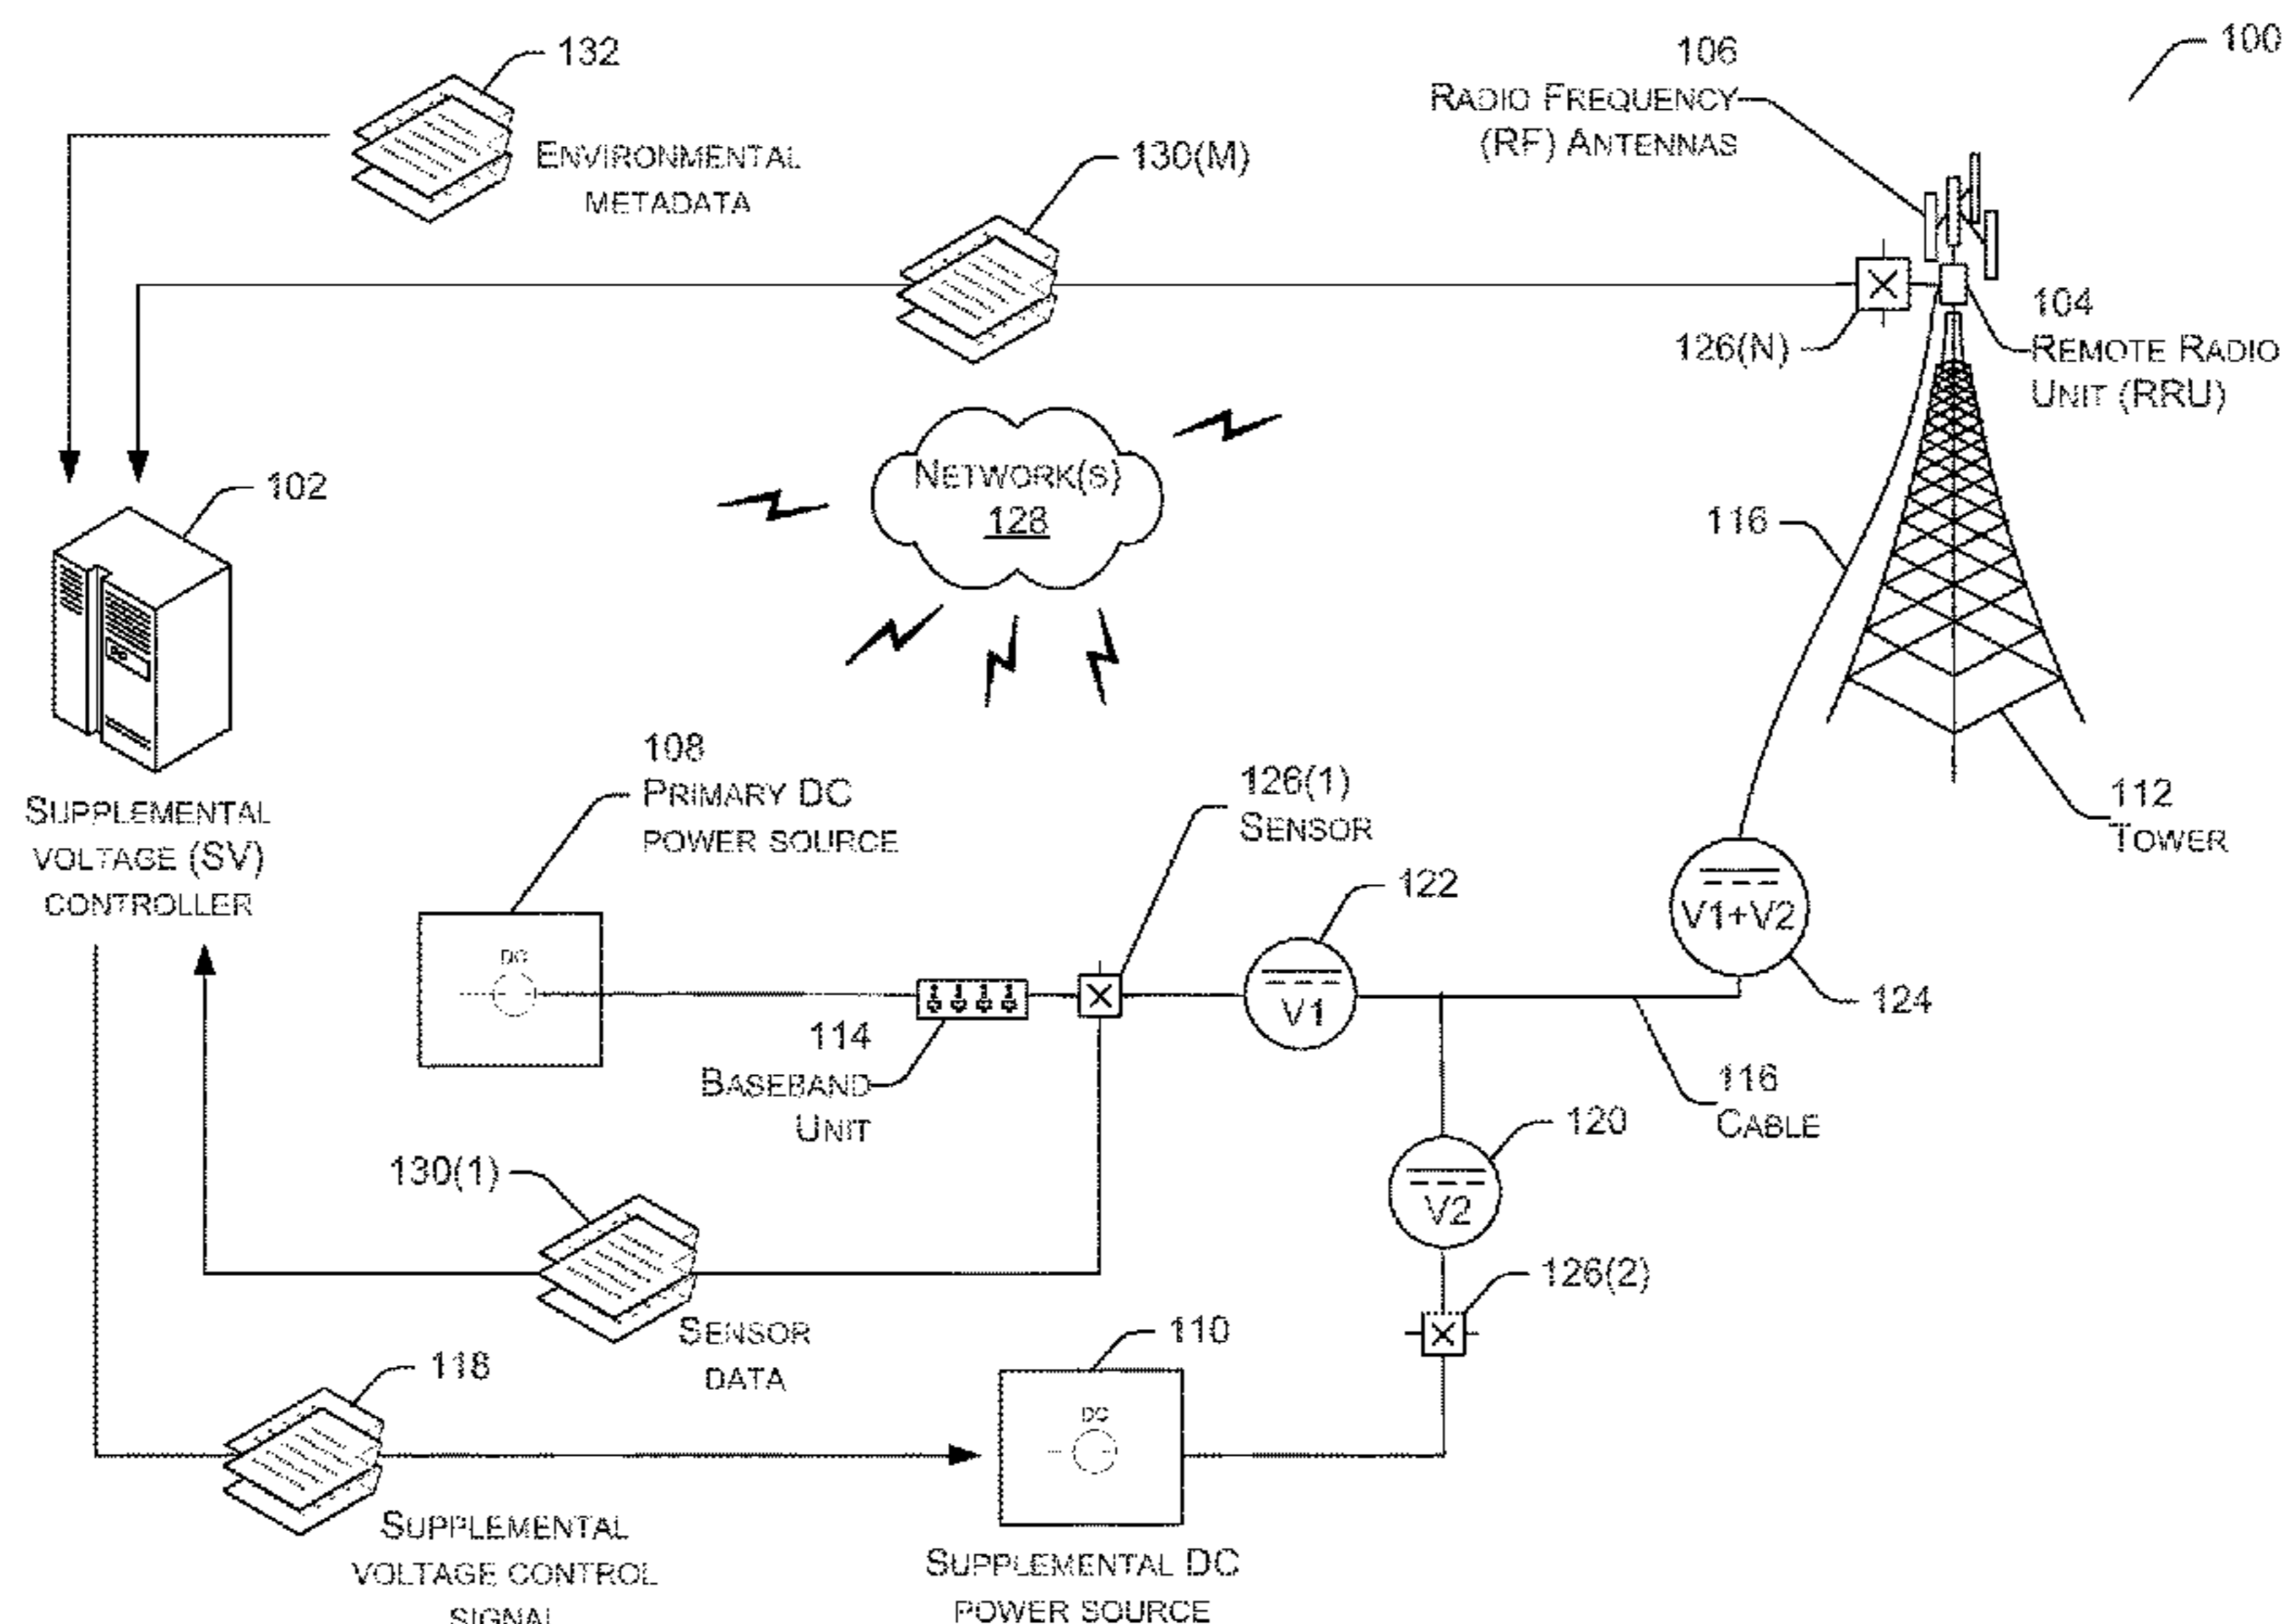 132
ENVIRONMENTAL
METADATA
130(M)
106
RADIO FREQUENCY
(RF) ANTENNAS
100
126(N)
104
REMOTE RADIO
UNIT (RRU)
NETWORK(S)
128
102
116
SUPPLEMENTAL
VOLTAGE (SV)
CONTROLLER
108
PRIMARY DC
POWER SOURCE
126(1)
SENSOR
112
TOWER
122
V1+V2
124
DC
V1
114
BASEBAND
UNIT
116
CABLE
120
V2
130(1)
SENSOR
DATA
126(2)
110
118
DC
SUPPLEMENTAL
VOLTAGE CONTROL
SIGNAL
SUPPLEMENTAL DC
POWER SOURCE